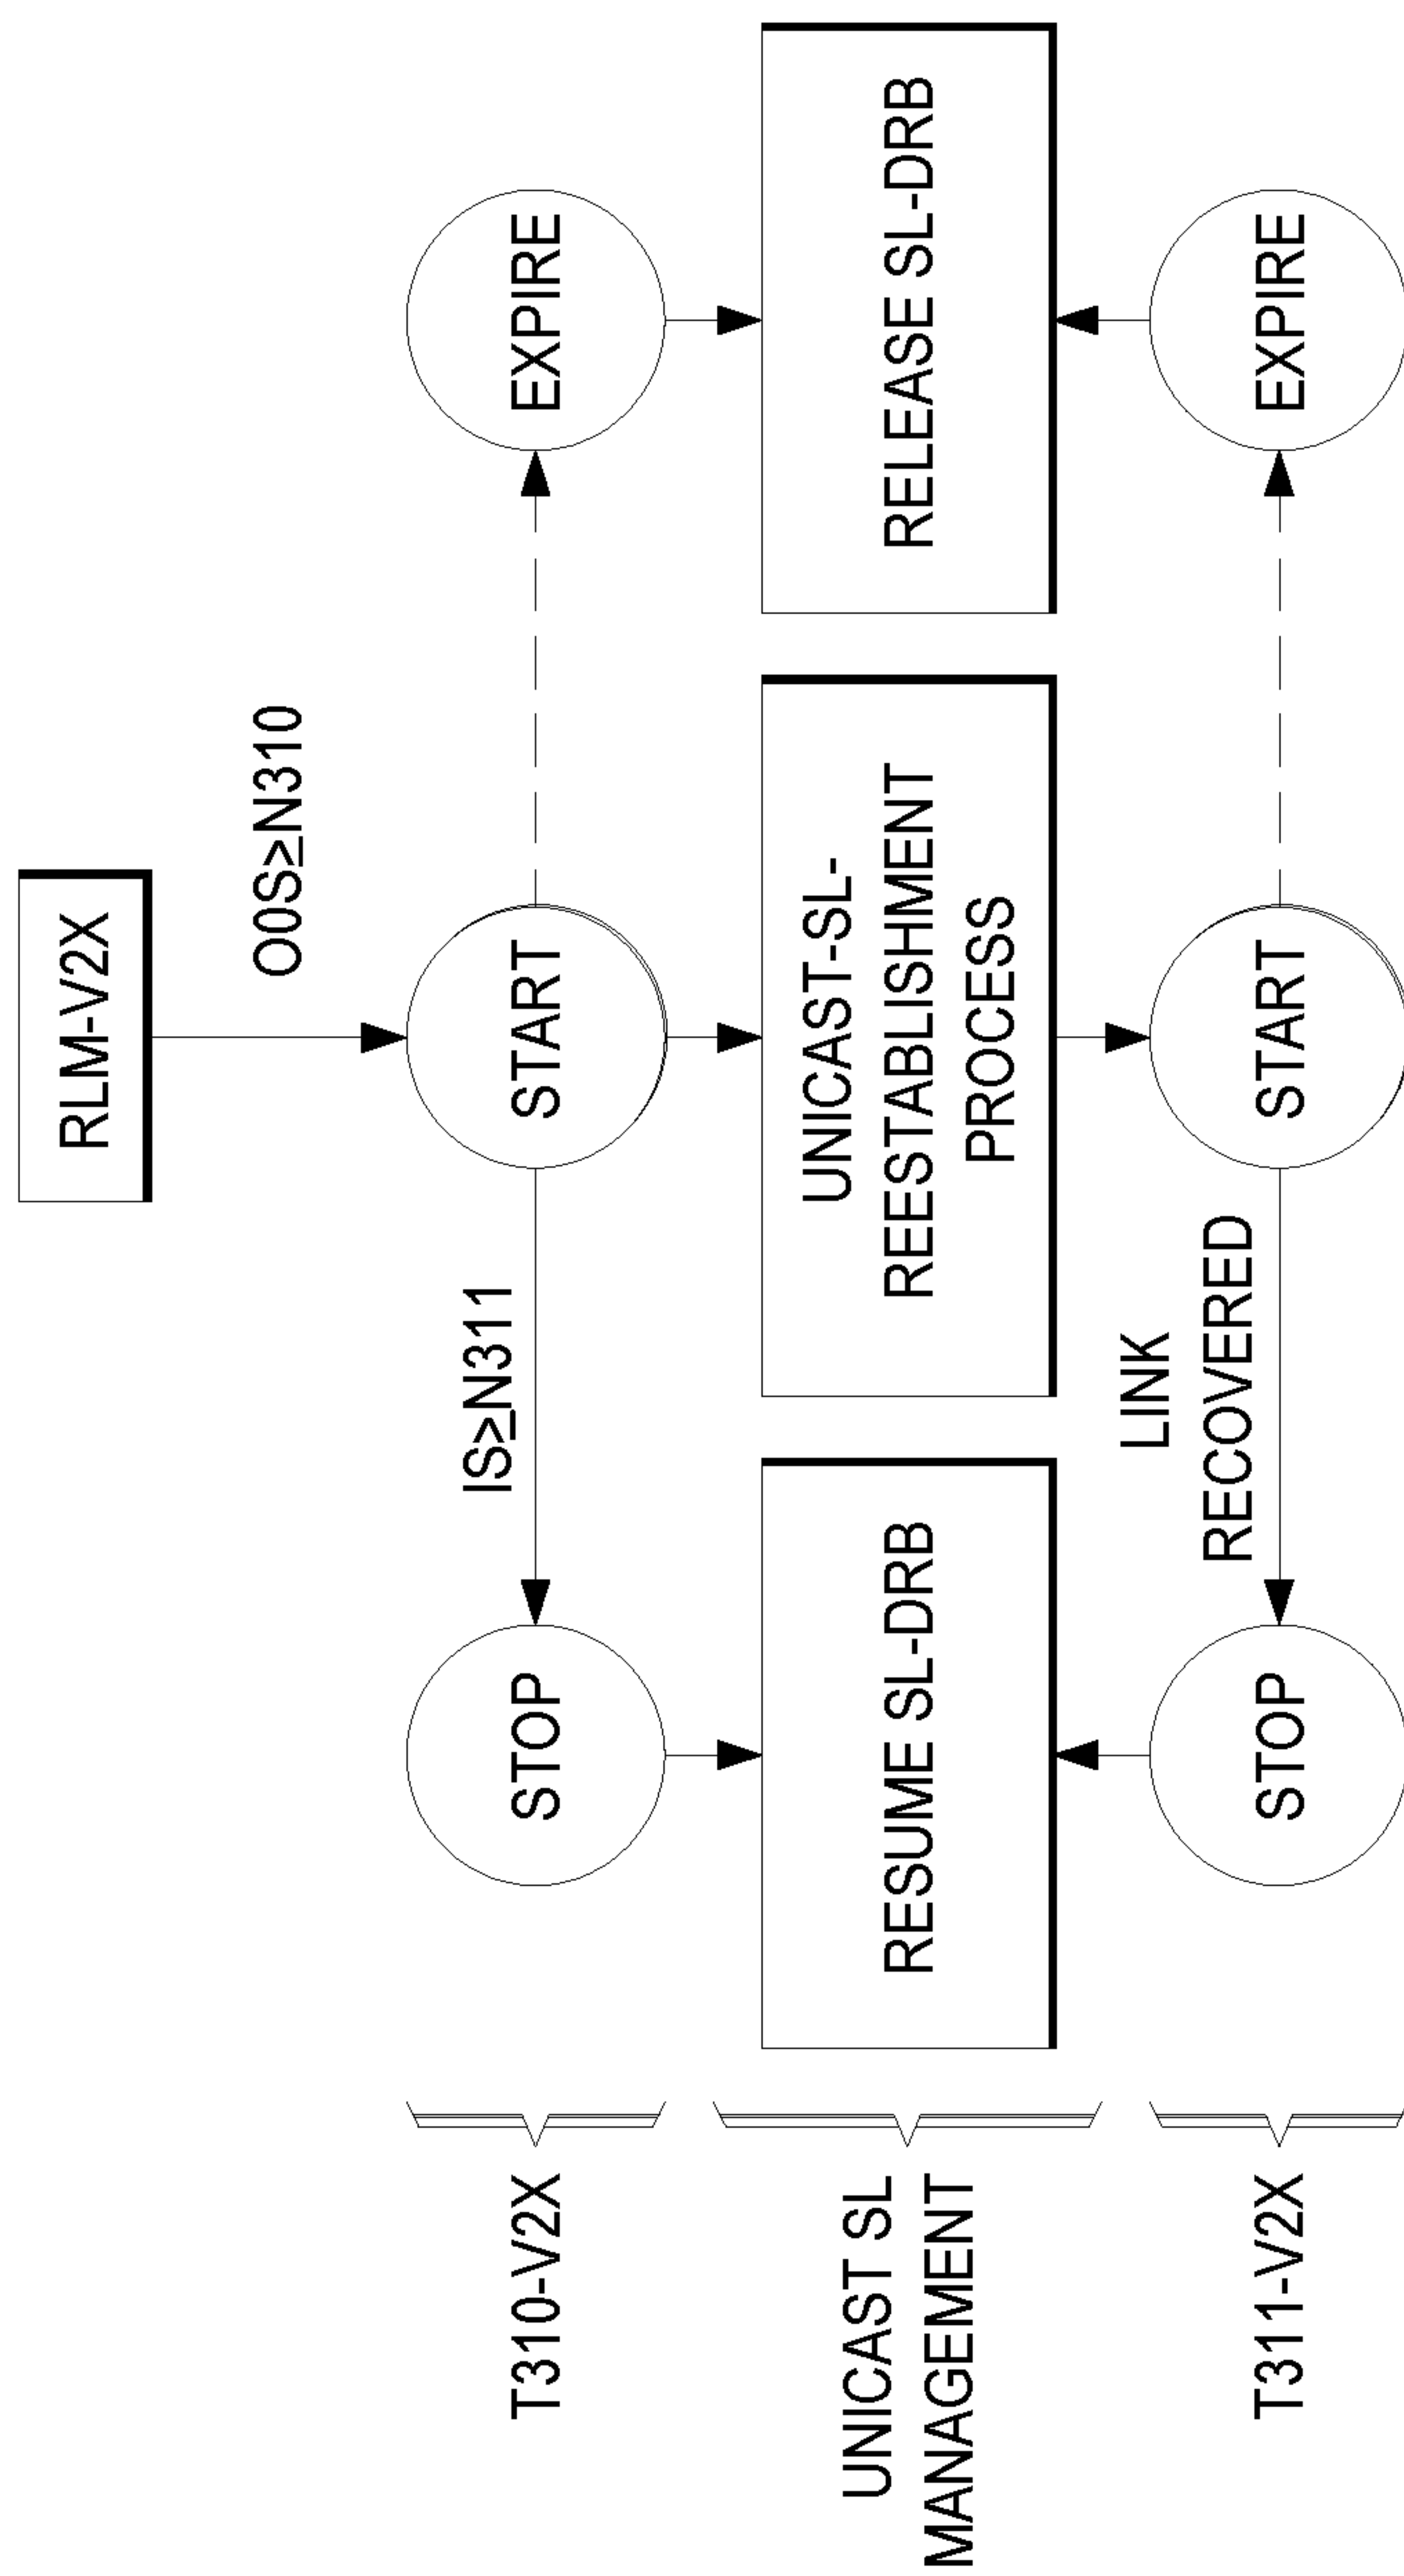 RLM-V2X
O0S≥N310
IS≥N311
T310-V2X
STOP
START
EXPIRE
UNICAST SL
MANAGEMENT
RESUME SL-DRB
UNICAST-SL-
REESTABLISHMENT
PROCESS
RELEASE SL-DRB
LINK
RECOVERED
T311-V2X
STOP
START
EXPIRE